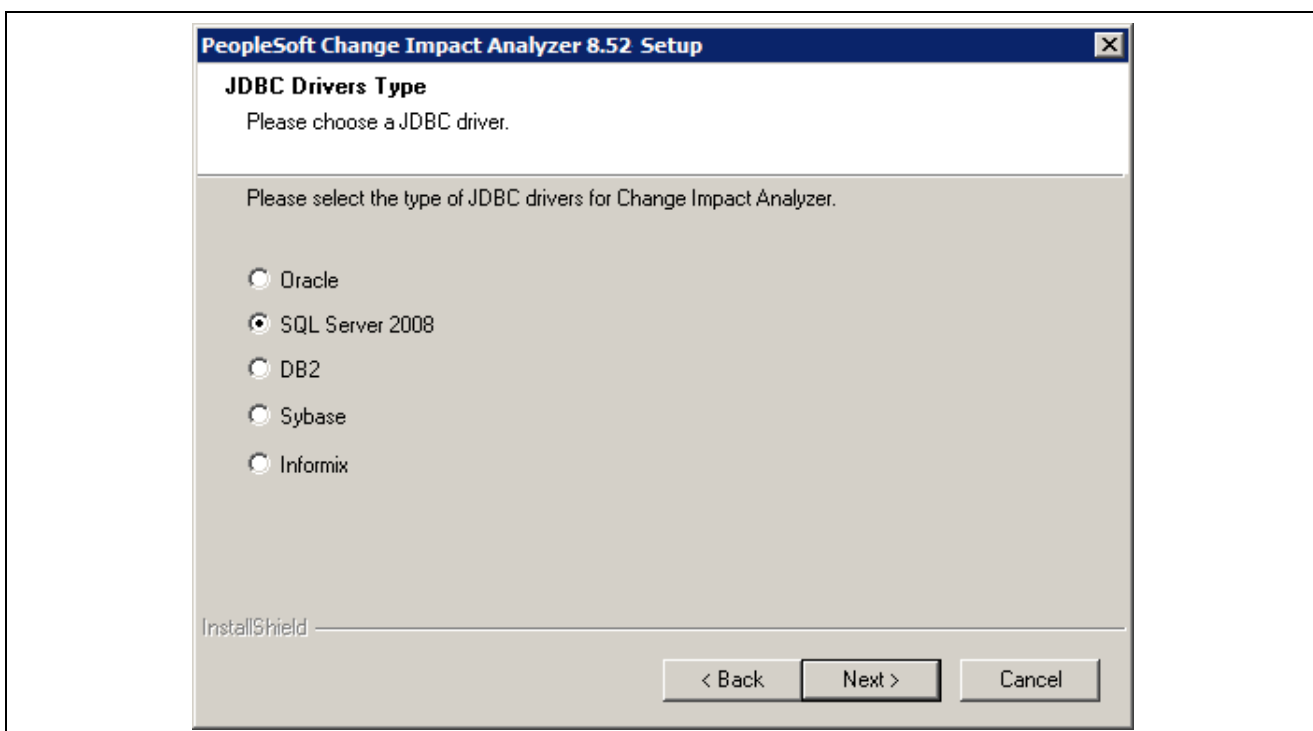 PeopleSoft Change Impact Analyzer 8.52 Setup
JDBC Drivers Type
Please choose a JDBC driver.
Please select the type of JDBC drivers for Change Impact Analyzer.
Oracle
SQL Server 2008
DB2
Sybase
Informix
InstallShield
< Back Next > Cancel